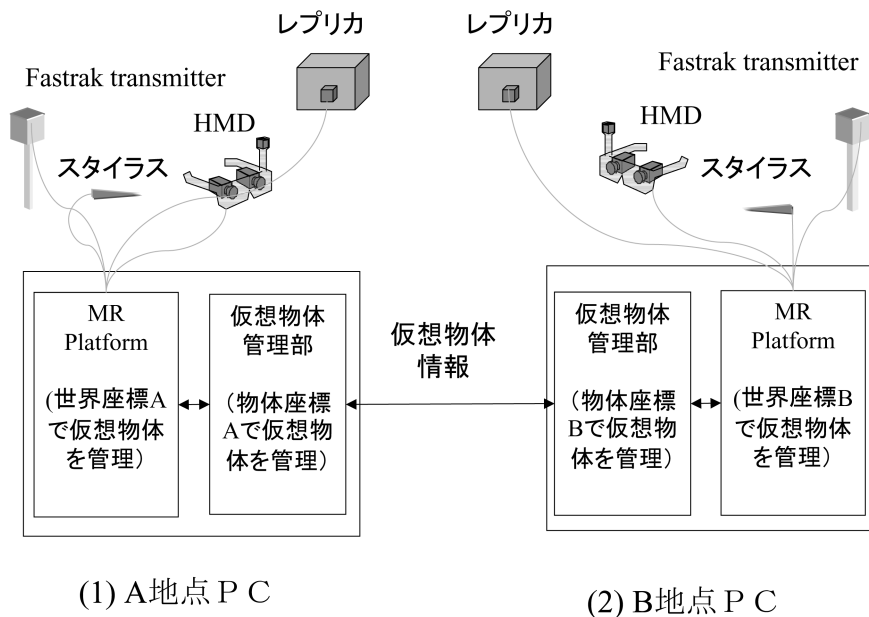 レプリカ
Fastrak transmitter
HMD
スタイラス
MR
Platform
(世界座標A
で仮想物体
を管理)
仮想物体
管理部
(物体座標
Aで仮想物
体を管理)
仮想物体
情報
レプリカ
Fastrak transmitter
HMD
スタイラス
仮想物体
管理部
(物体座標
Bで仮想物
体を管理)
MR
Platform
(世界座標B
で仮想物体
を管理)
(1) A地点ＰＣ
(2) B地点ＰＣ